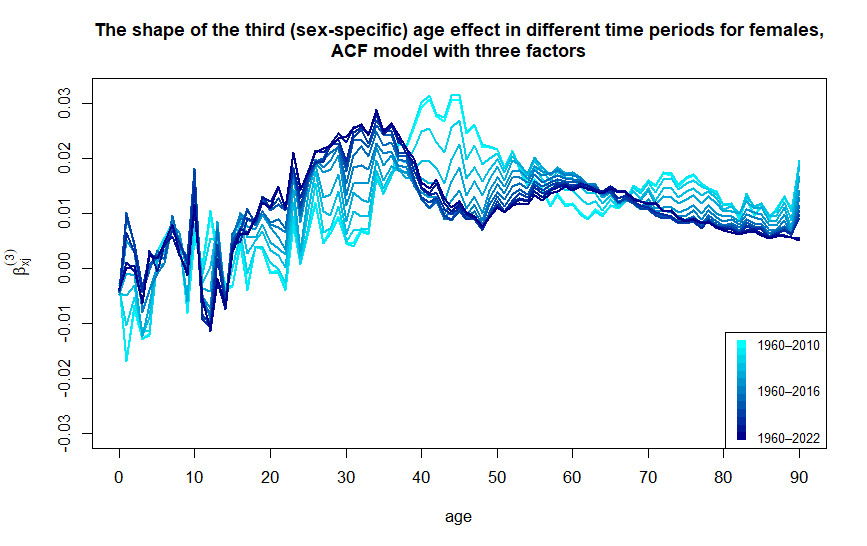 The shape of the third (sex-specific) age effect in different time periods for females,
ACF model with three factors
0.03
0.02
0.01
0.00
-0.01
-0.02
-0.03
β_xj^(3)
1960–2010
1960–2016
1960–2022
0 10 20 30 40 50 60 70 80 90
age